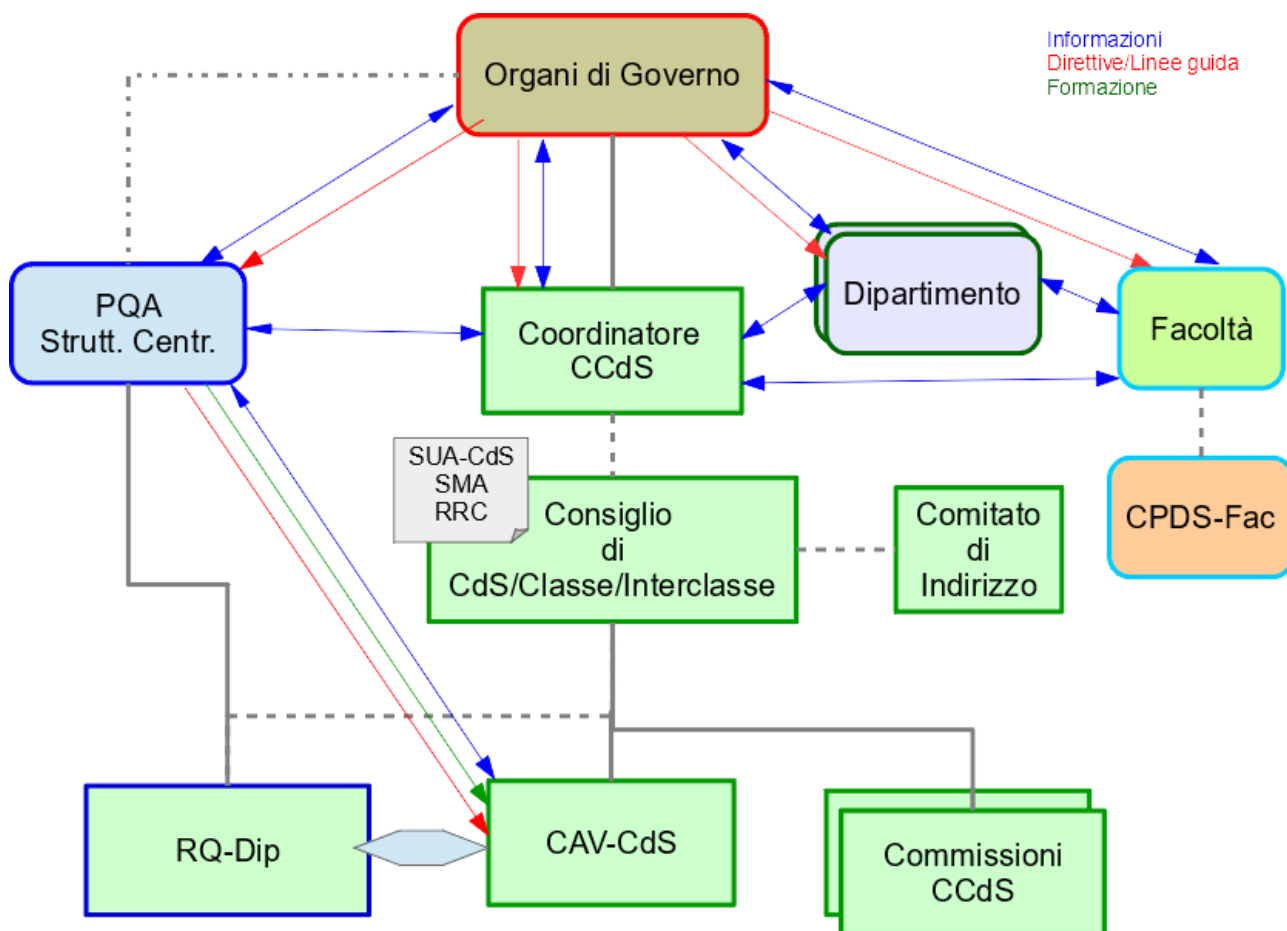 Organi di Governo
Informazioni
Direttive/Linee guida
Formazione
PQA
Strutt. Centr.
Coordinatore
CCdS
Dipartimento
Facoltà
SUA-CdS
SMA
RRC
Consiglio
di
CdS/Classe/Interclasse
Comitato
di
Indirizzo
CPDS-Fac
RQ-Dip
CAV-CdS
Commissioni
CCdS